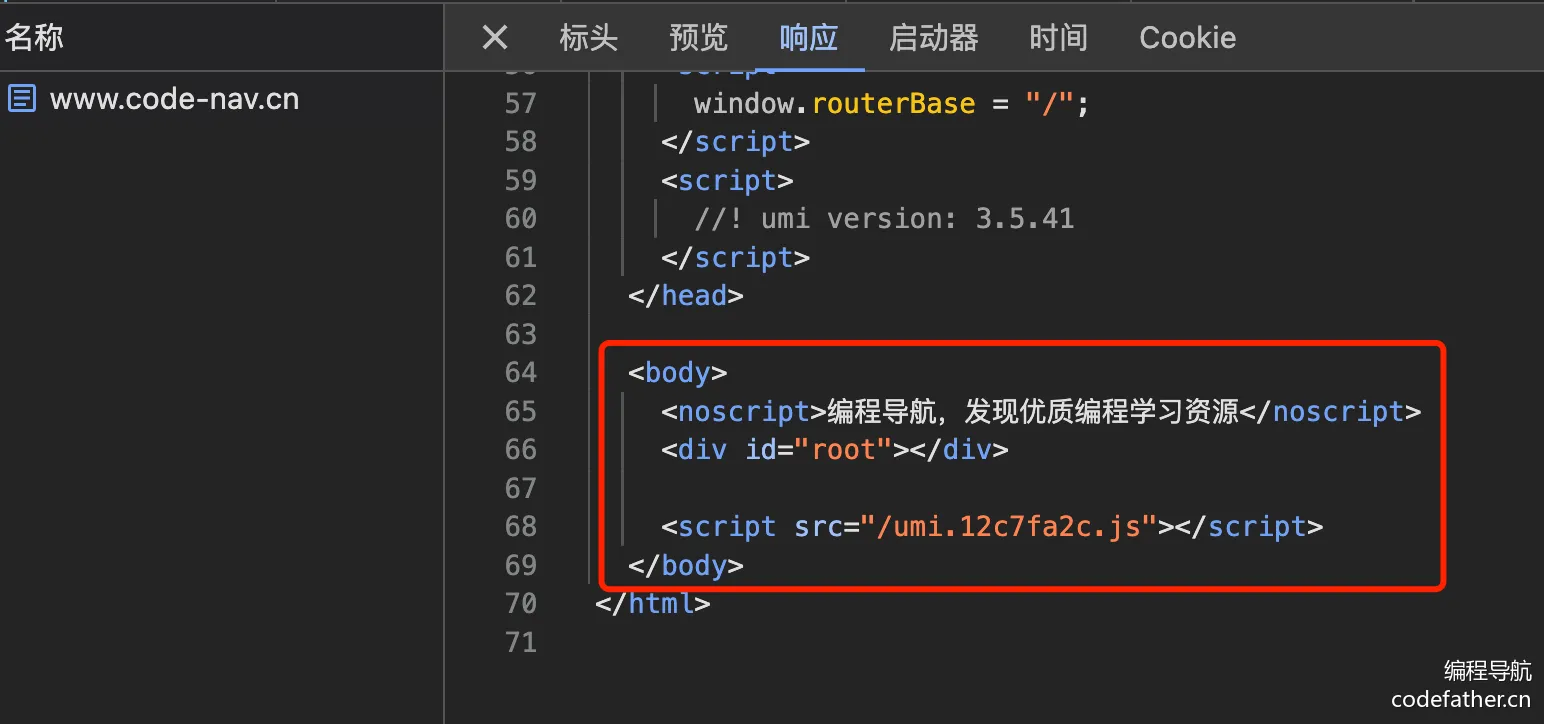 名称
标头 预览 响应 启动器 时间 Cookie
www.code-nav.cn
57 window.routerBase = "/";
58 </script>
59 <script>
60 //! umi version: 3.5.41
61 </script>
62 </head>
63
64 <body>
65 <noscript>编程导航，发现优质编程学习资源</noscript>
66 <div id="root"></div>
67
68 <script src="/umi.12c7fa2c.js"></script>
69 </body>
70 </html>
71
编程导航
codefather.cn